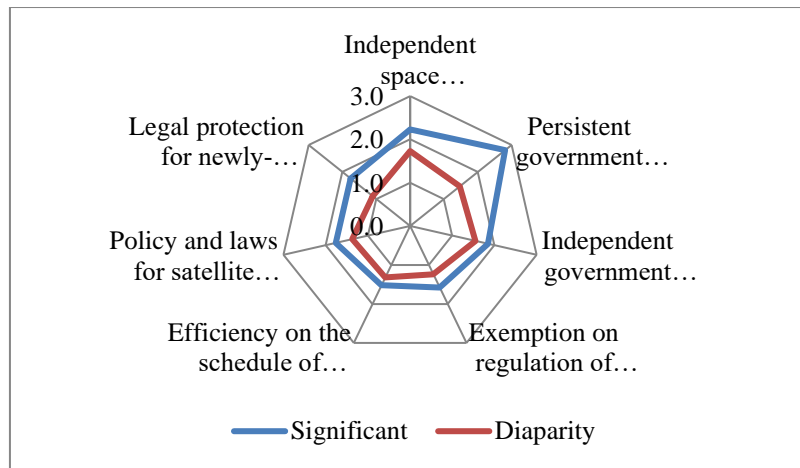 Independent
space…
3.0
Legal protection
for newly-…
Persistent
government…
2.0
1.0
0.0
Policy and laws
for satellite…
Independent
government…
Efficiency on the
schedule of…
Exemption on
regulation of…
Significant
Diaparity